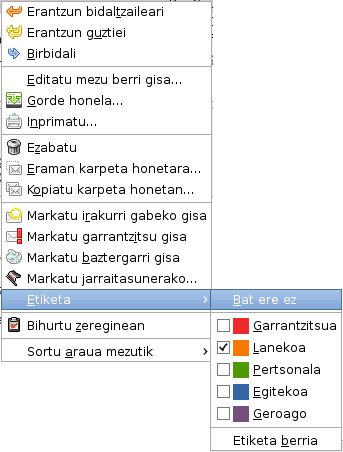 Erantzun bidaltzaileari
Erantzun guztiei
Birbidali
Editatu mezu berri gisa...
Gorde honela...
Inprimatu...
Ezabatu
Eraman karpeta honetara...
Kopiatu karpeta honetan...
Markatu irakurri gabeko gisa
Markatu garrantzitsu gisa
Markatu baztergarri gisa
Markatu jarraitasunerako...
Etiketa
Bihurtu zereginean
Sortu araua mezutik
Bat ere ez
Garrantzitsua
Lanekoa
Pertsonala
Egitekoa
Geroago
Etiketa berria